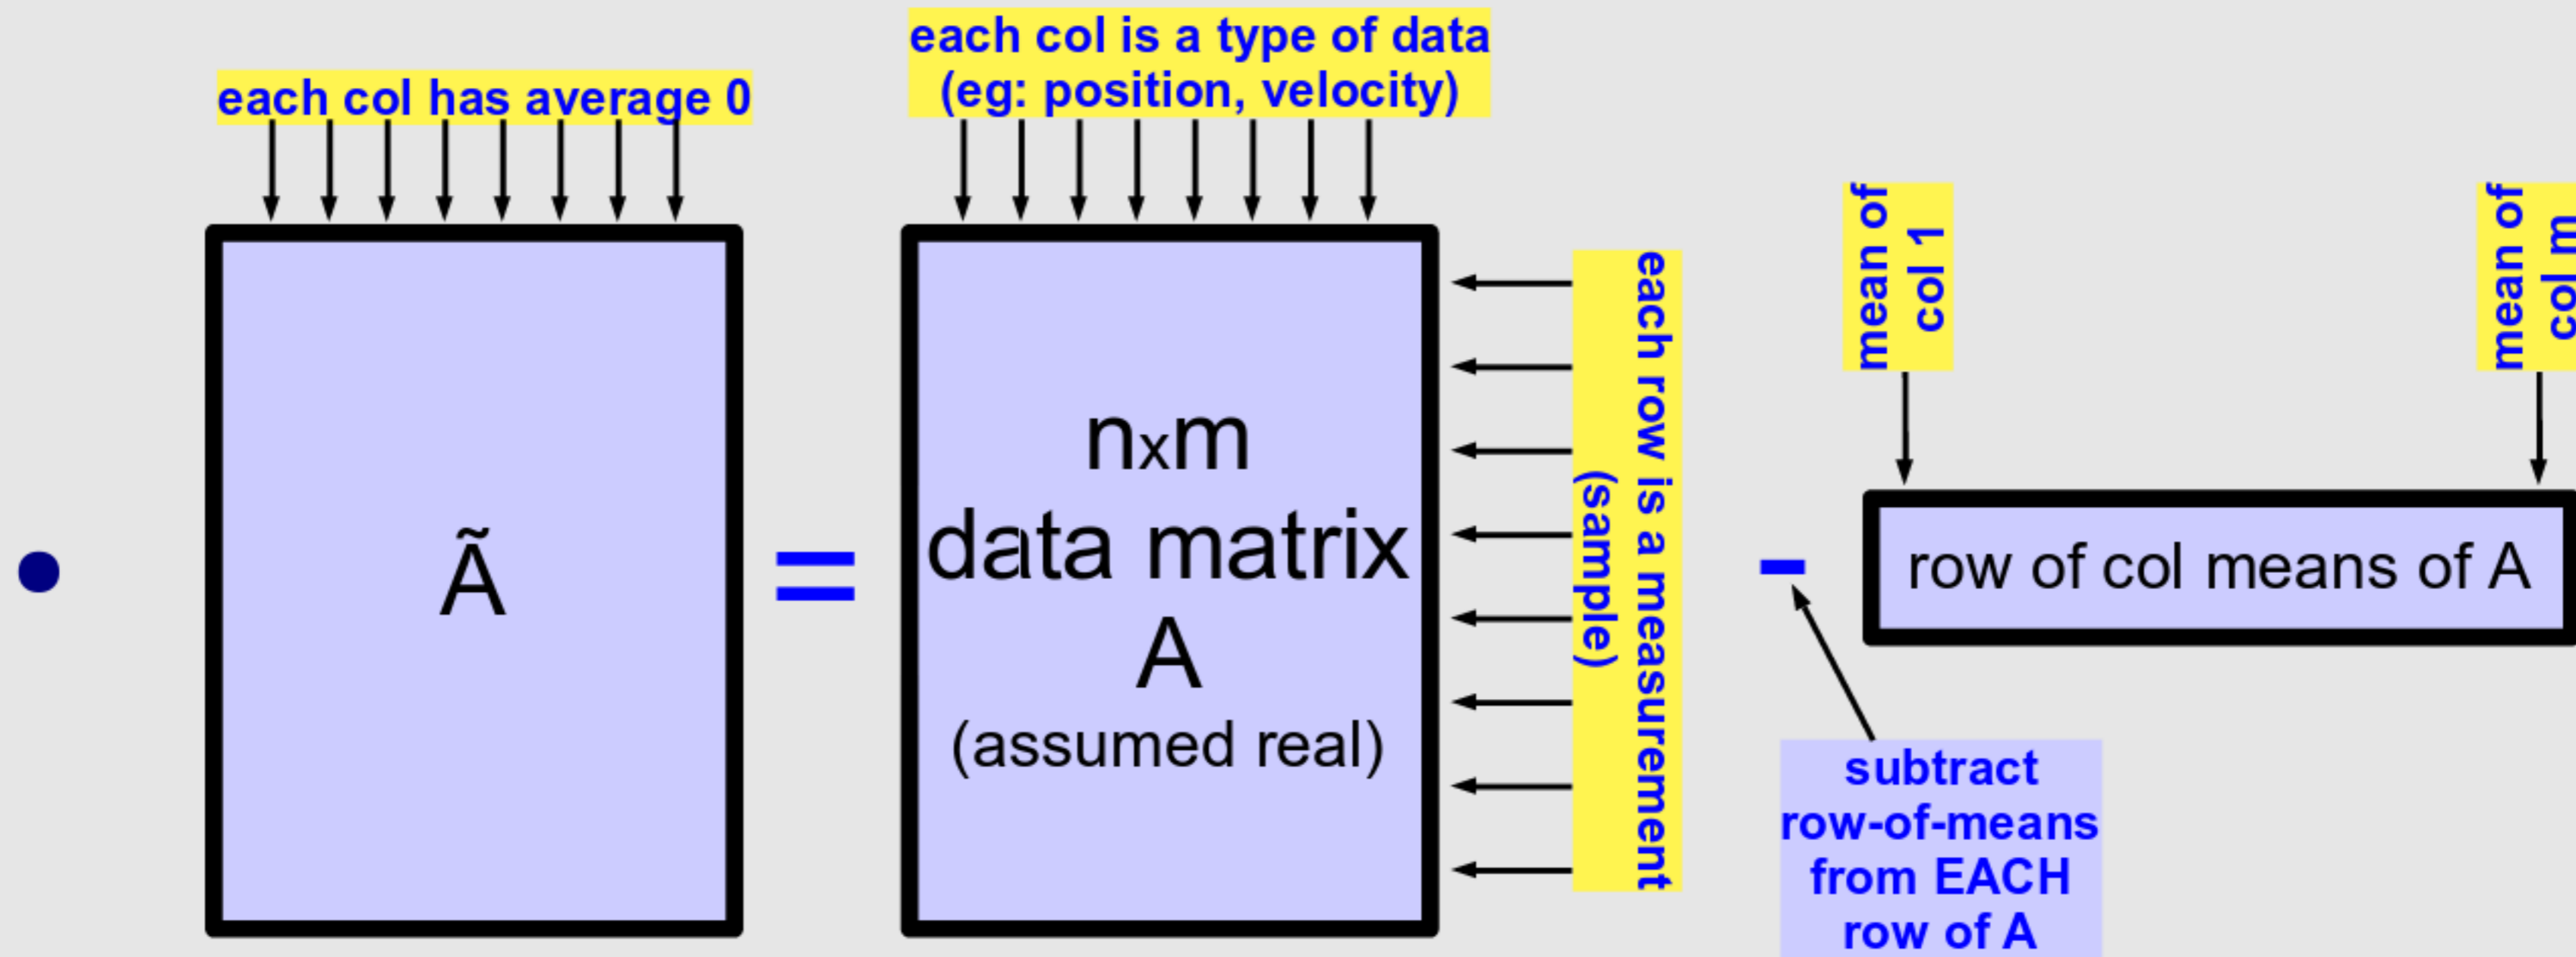 each col has average 0
each col is a type of data
(eg: position, velocity)
Ã
=
nxm
data matrix
A
(assumed real)
each row is a measurement
(sample)
-
mean of
col 1
mean of
col m
row of col means of A
subtract
row-of-means
from EACH
row of A